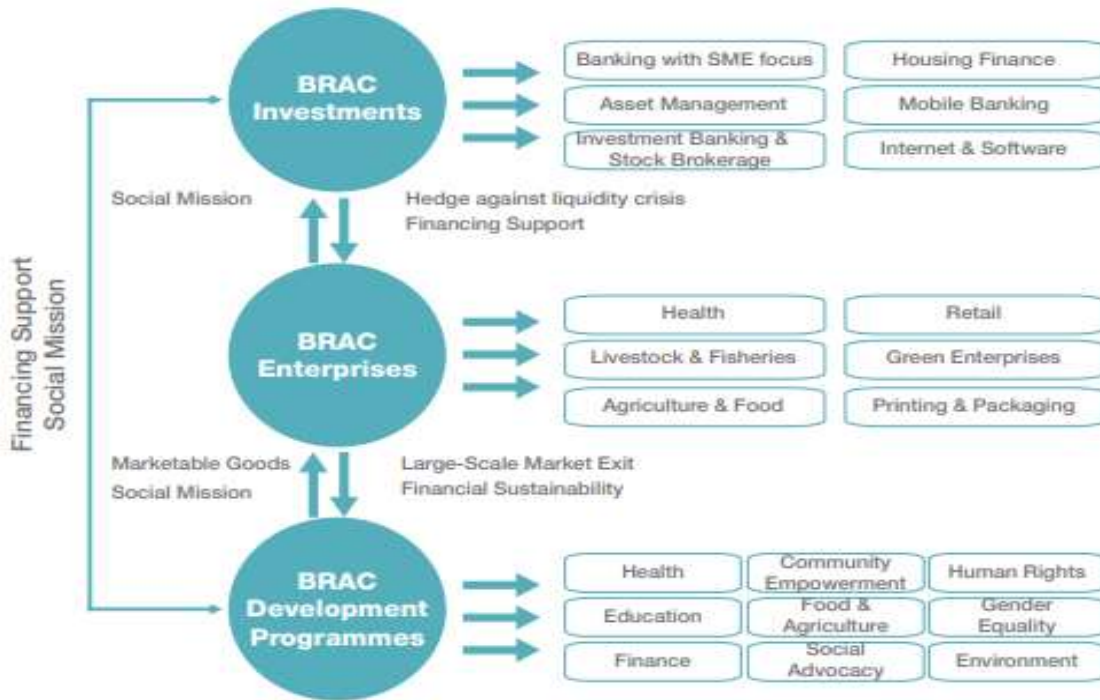 BRAC
Investments
Banking with SME focus
Housing Finance
Asset Management
Mobile Banking
Investment Banking &
Stock Brokerage
Internet & Software
Social Mission
Hedge against liquidity crisis
Financing Support
Financing Support
Social Mission
BRAC
Enterprises
Health
Retail
Livestock & Fisheries
Green Enterprises
Agriculture & Food
Printing & Packaging
Marketable Goods
Social Mission
Large-Scale Market Exit
Financial Sustainability
BRAC
Development
Programmes
Health
Community
Empowerment
Human Rights
Education
Food &
Agriculture
Gender
Equality
Finance
Social
Advocacy
Environment